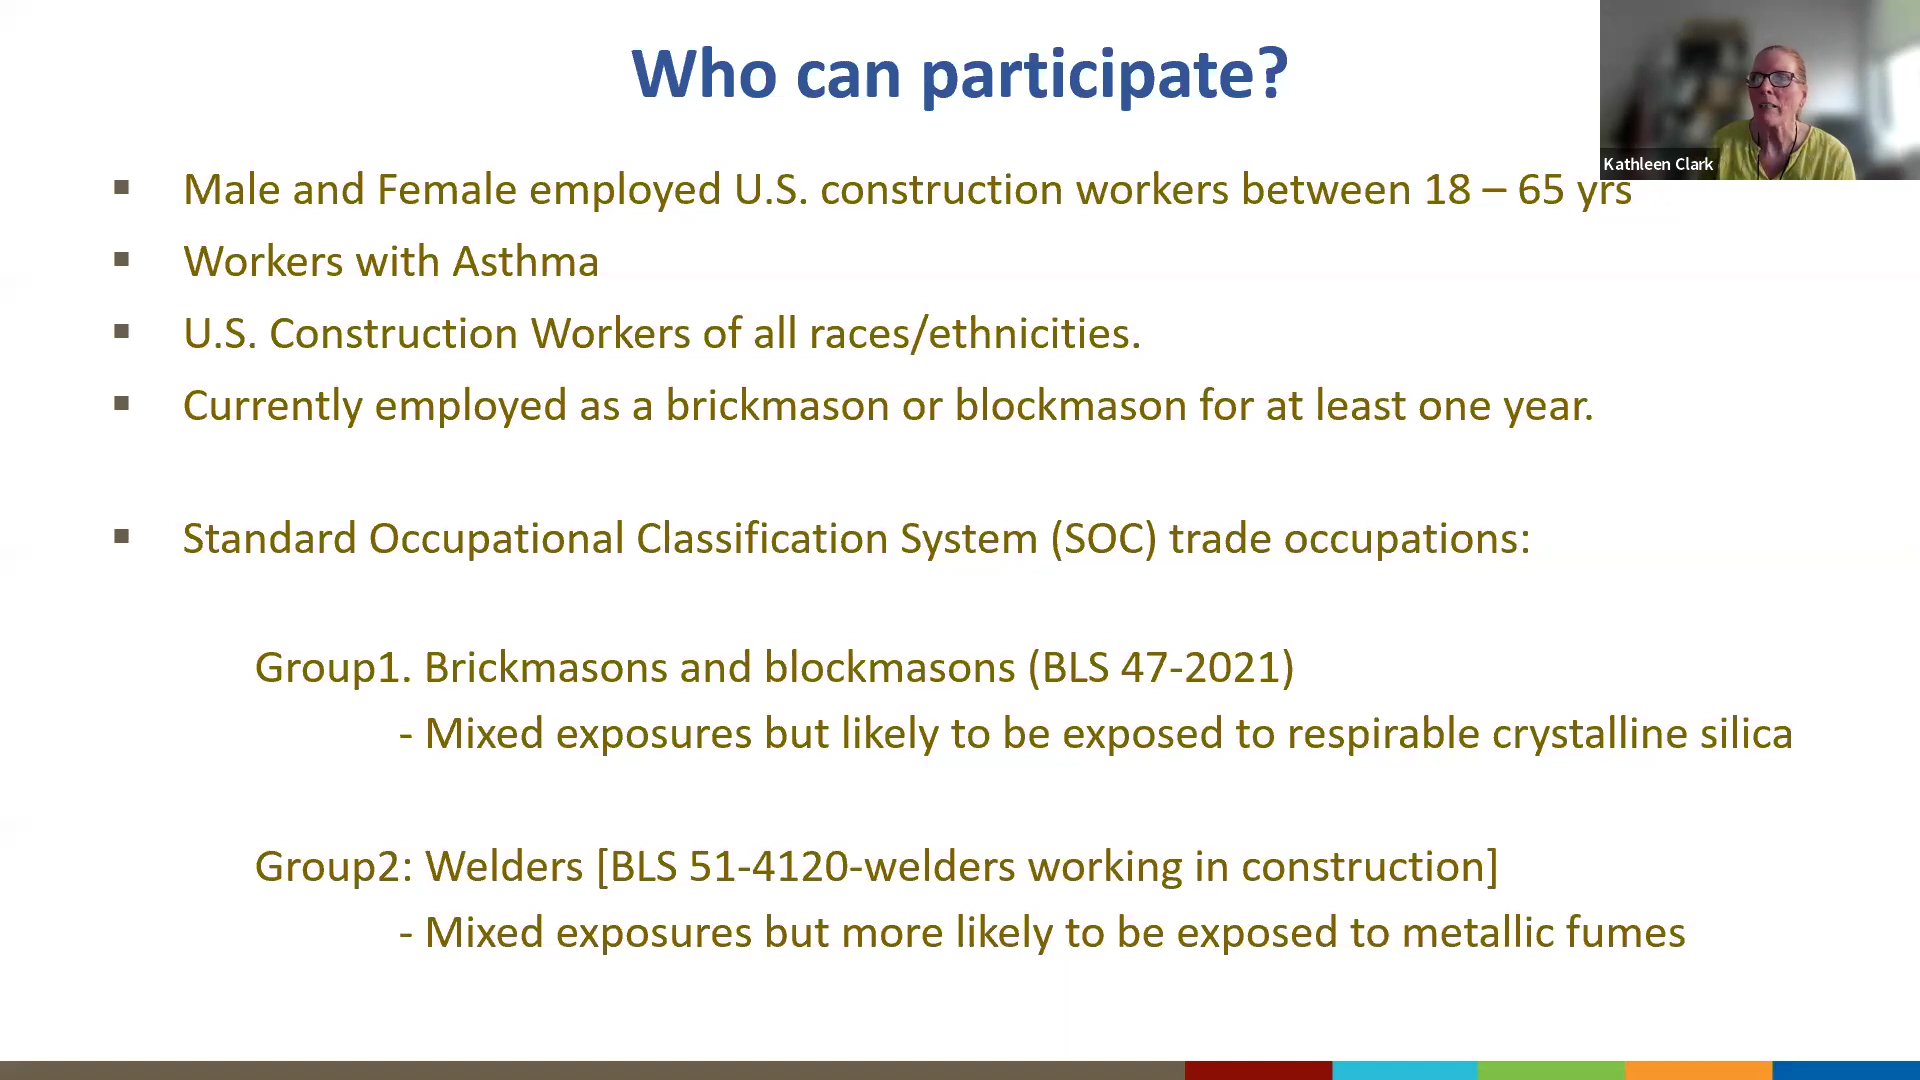 Who can participate?
Kathleen Clark
▪ Male and Female employed U.S. construction workers between 18 – 65 yrs
▪ Workers with Asthma
▪ U.S. Construction Workers of all races/ethnicities.
▪ Currently employed as a brickmason or blockmason for at least one year.
▪ Standard Occupational Classification System (SOC) trade occupations:
Group1. Brickmasons and blockmasons (BLS 47-2021)
- Mixed exposures but likely to be exposed to respirable crystalline silica
Group2: Welders [BLS 51-4120-welders working in construction]
- Mixed exposures but more likely to be exposed to metallic fumes